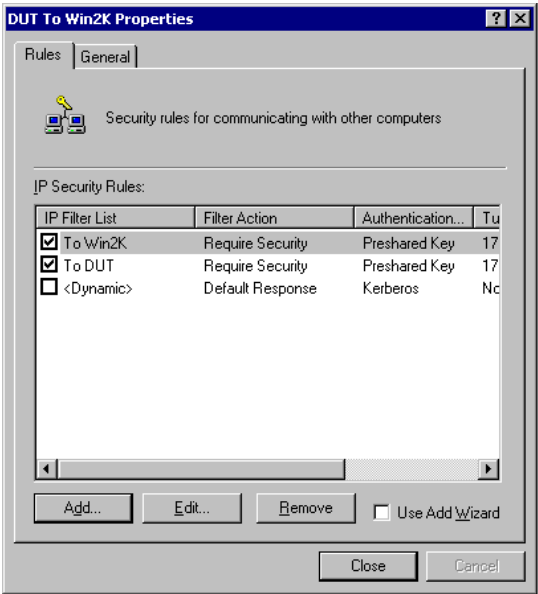 DUT To Win2K Properties
Rules General
Security rules for communicating with other computers
IP Security Rules:
IP Filter List Filter Action Authentication... Tu
To Win2K Require Security Preshared Key 17
To DUT Require Security Preshared Key 17
<Dynamic> Default Response Kerberos No
Add... Edit... Remove Use Add Wizard
Close Cancel